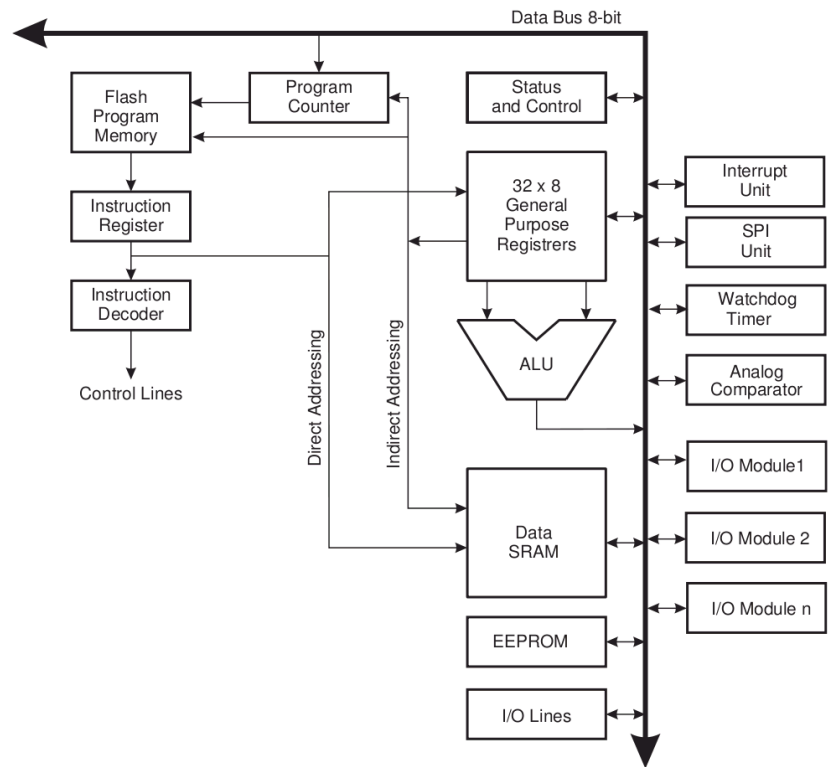 Data Bus 8-bit
Flash
Program
Memory
Program
Counter
Status
and Control
Interrupt
Unit
32 x 8
General
Purpose
Registrers
Instruction
Register
SPI
Unit
Instruction
Decoder
Watchdog
Timer
ALU
Analog
Comparator
Control Lines
Direct Addressing
Indirect Addressing
I/O Module1
Data
SRAM
I/O Module 2
I/O Module n
EEPROM
I/O Lines